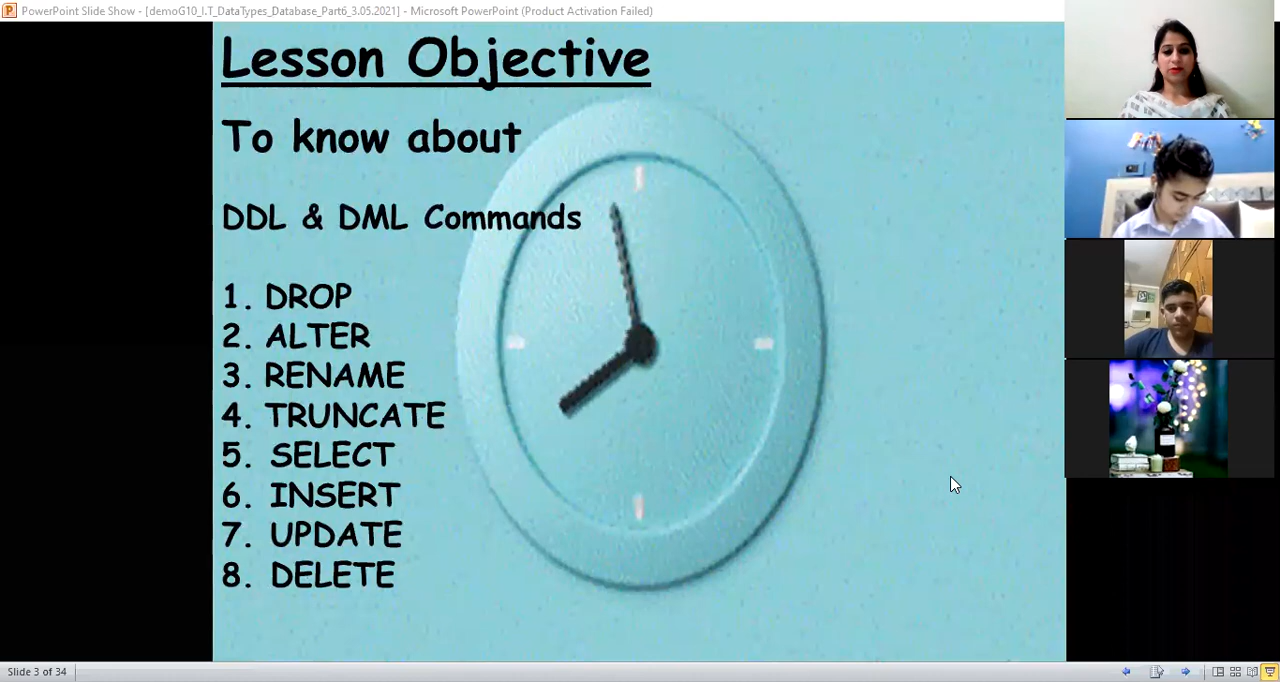 PowerPoint Slide Show - [demoG10_I.T_DataTypes_Database_Part6_3.05.2021] - Microsoft PowerPoint (Product Activation Failed)
Lesson Objective
To know about
DDL & DML Commands
1. DROP
2. ALTER
3. RENAME
4. TRUNCATE
5. SELECT
6. INSERT
7. UPDATE
8. DELETE
Slide 3 of 34